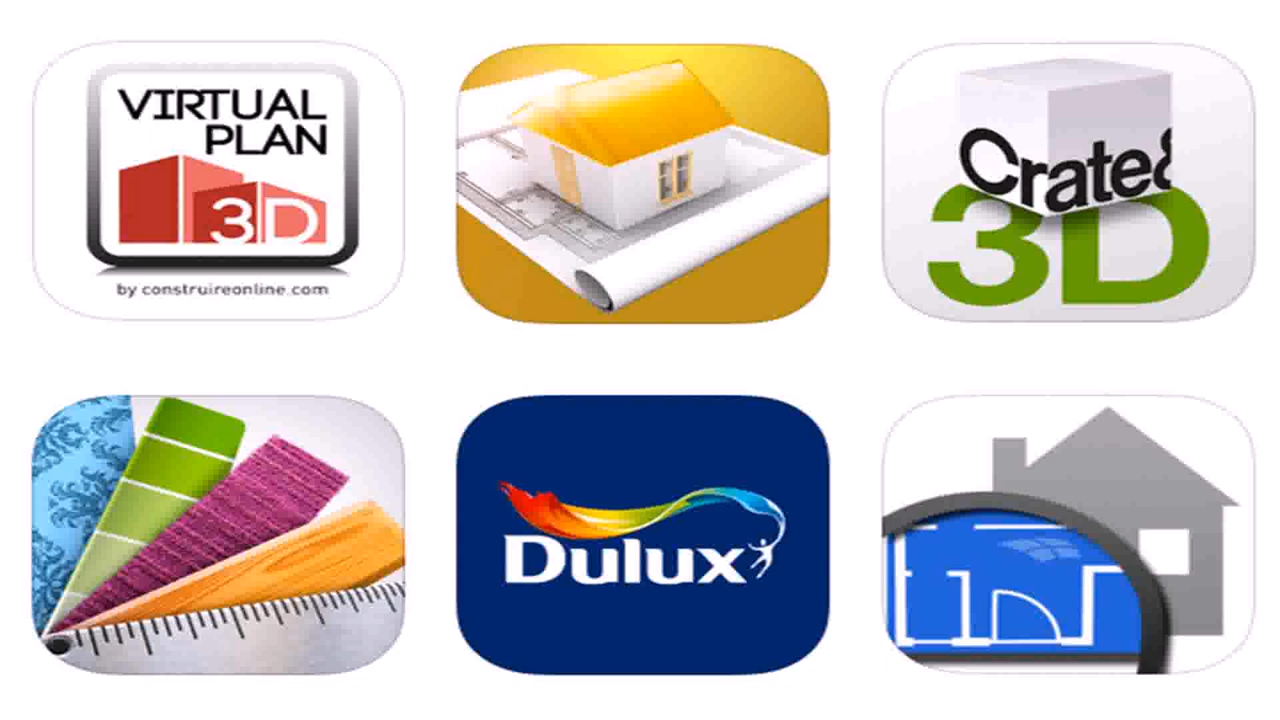 VIRTUAL
PLAN
3D
by construireonline.com
Crate&
3D
Dulux